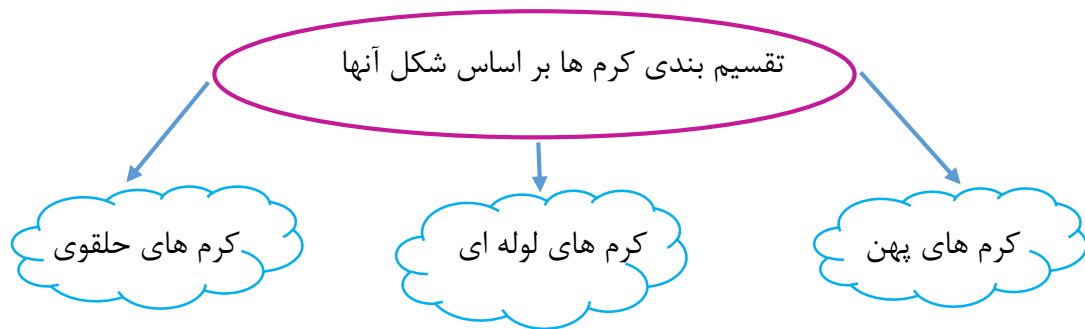 تقسیم بندی کرم ها بر اساس شکل آنها
کرم های پهن
کرم های لوله ای
کرم های حلقوی